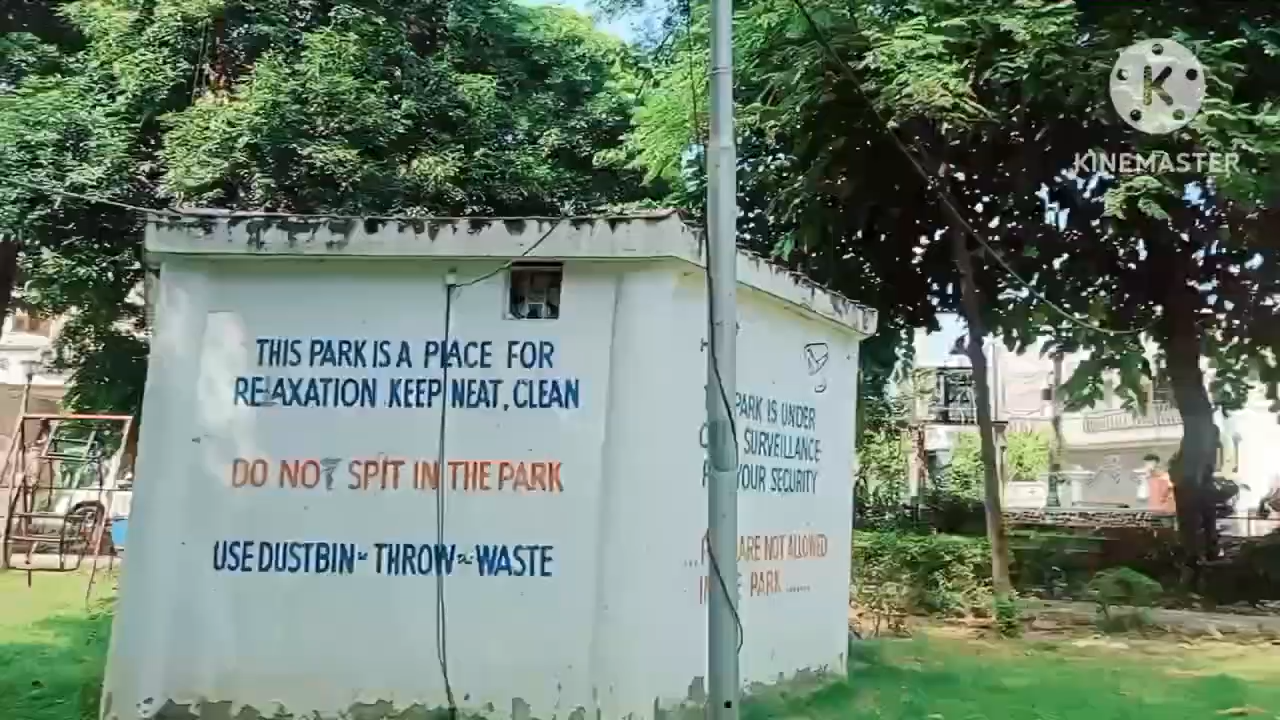 K
KINEMASTER
THIS PARK IS A PLACE FOR
RELAXATION KEEP NEAT, CLEAN
DO NOT SPIT IN THE PARK
USE DUSTBIN THROW WASTE
PARK IS UNDER
SURVEILLANCE
YOUR SECURITY
ARE NOT ALLOWED
PARK